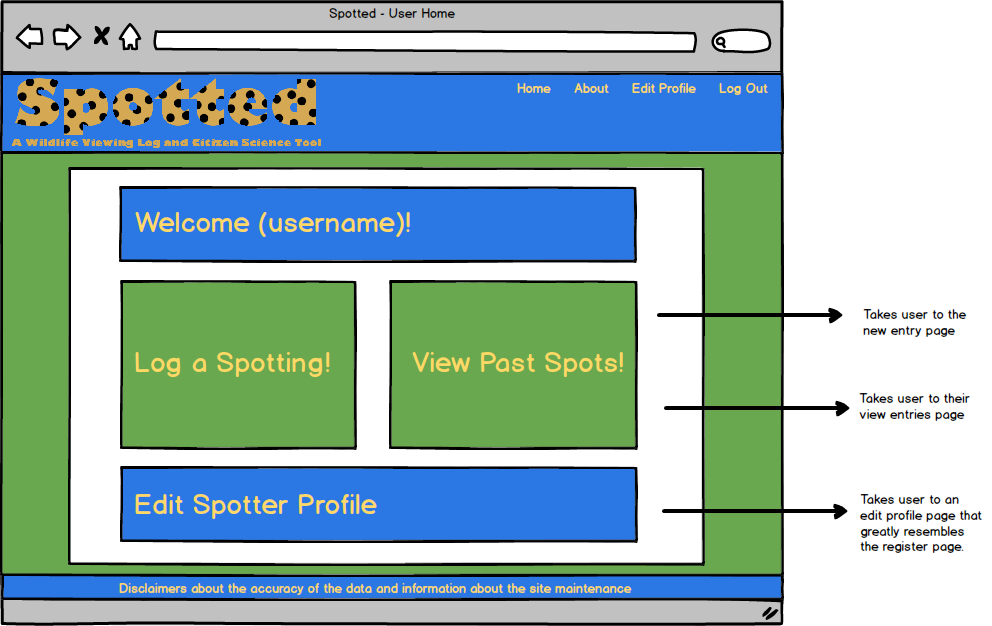 Spotted - User Home
Spotted
Home About Edit Profile Log Out
A Wildlife Viewing Log and Citizen Science Tool
Welcome (username)!
Log a Spotting!
View Past Spots!
Takes user to the
new entry page
Takes user to their
view entries page
Edit Spotter Profile
Takes user to an
edit profile page that
greatly resembles
the register page.
Disclaimers about the accuracy of the data and information about the site maintenance